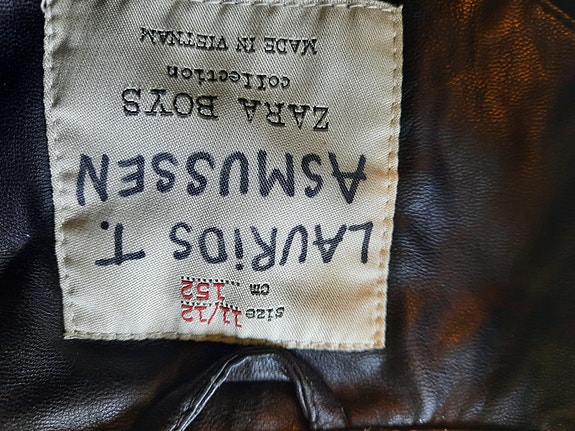 size 11/12
cm 152
LAURiDS T.
ASMUSSEN
ZARA BOYS
collection
MADE IN VIETNAM